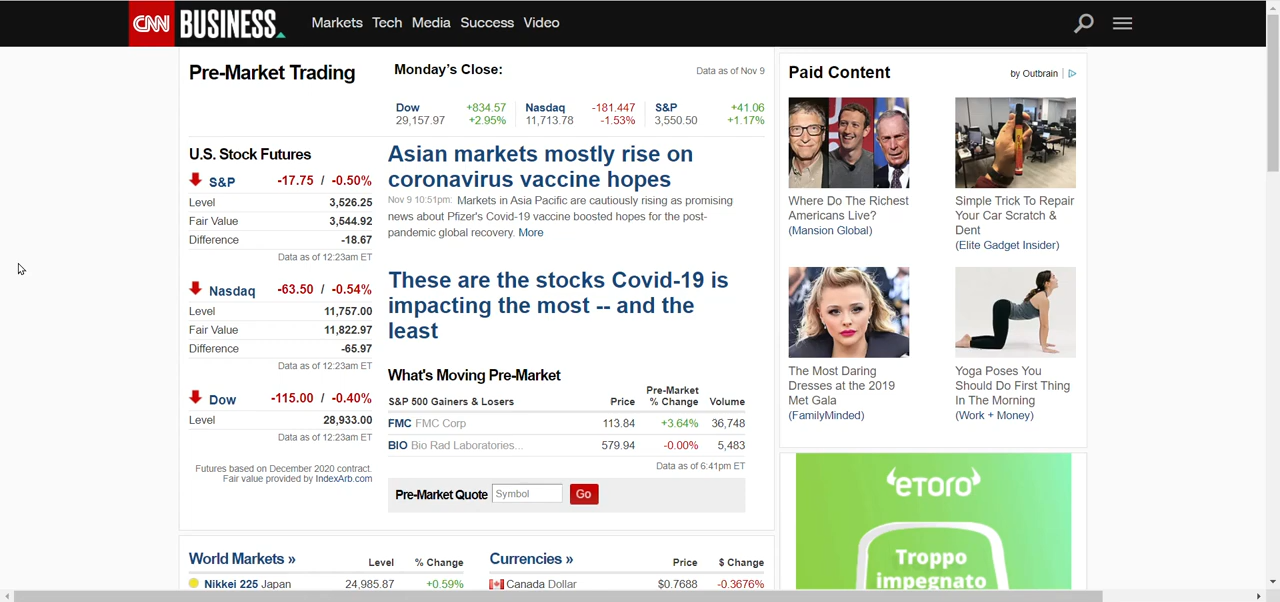 CNN BUSINESS Markets Tech Media Success Video
Pre-Market Trading
Monday's Close:
Data as of Nov 9
Dow +834.57 Nasdaq -181.447 S&P +41.06
29,157.97 +2.95% 11,713.78 -1.53% 3,550.50 +1.17%
U.S. Stock Futures
S&P -17.75 / -0.50%
Level 3,526.25
Fair Value 3,544.92
Difference -18.67
Data as of 12:23am ET
Nasdaq -63.50 / -0.54%
Level 11,757.00
Fair Value 11,822.97
Difference -65.97
Data as of 12:23am ET
Dow -115.00 / -0.40%
Level 28,933.00
Data as of 12:23am ET
Futures based on December 2020 contract.
Fair value provided by IndexArb.com
Asian markets mostly rise on
coronavirus vaccine hopes
Nov 9 10:51pm: Markets in Asia Pacific are cautiously rising as promising
news about Pfizer's Covid-19 vaccine boosted hopes for the post-
pandemic global recovery. More
These are the stocks Covid-19 is
impacting the most -- and the
least
What's Moving Pre-Market
Pre-Market
S&P 500 Gainers & Losers Price % Change Volume
FMC FMC Corp 113.84 +3.64% 36,748
BIO Bio Rad Laboratories... 579.94 -0.00% 5,483
Data as of 6:41pm ET
Pre-Market Quote Symbol Go
World Markets » Level % Change
Nikkei 225 Japan 24,985.87 +0.59%
Currencies » Price $ Change
Canada Dollar $0.7688 -0.3676%
Paid Content
by Outbrain
Where Do The Richest
Americans Live?
(Mansion Global)
Simple Trick To Repair
Your Car Scratch &
Dent
(Elite Gadget Insider)
The Most Daring
Dresses at the 2019
Met Gala
(FamilyMinded)
Yoga Poses You
Should Do First Thing
In The Morning
(Work + Money)
eToro
Troppo
impegnato